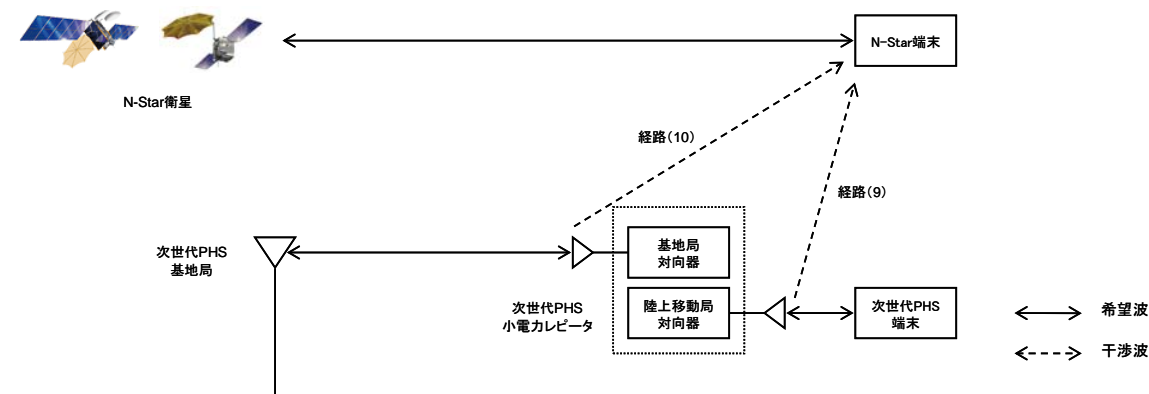 N-Star端末
N-Star衛星
経路(10)
経路(9)
次世代PHS
基地局
基地局
対向器
次世代PHS
小電力レピータ
陸上移動局
対向器
次世代PHS
端末
希望波
干渉波